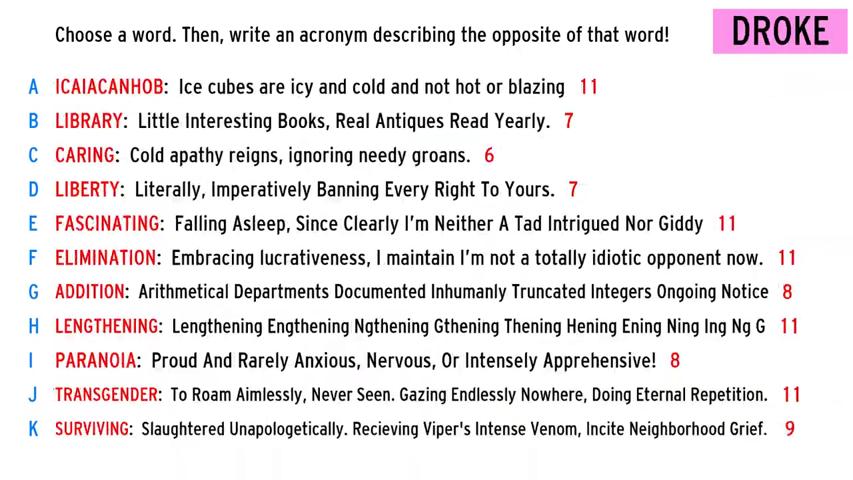 Choose a word. Then, write an acronym describing the opposite of that word!
DROKE
A ICAIACANHOB: Ice cubes are icy and cold and not hot or blazing 11
B LIBRARY: Little Interesting Books, Real Antiques Read Yearly. 7
C CARING: Cold apathy reigns, ignoring needy groans. 6
D LIBERTY: Literally, Imperatively Banning Every Right To Yours. 7
E FASCINATING: Falling Asleep, Since Clearly I'm Neither A Tad Intrigued Nor Giddy 11
F ELIMINATION: Embracing lucrativeness, I maintain I'm not a totally idiotic opponent now. 11
G ADDITION: Arithmetical Departments Documented Inhumanly Truncated Integers Ongoing Notice 8
H LENGTHENING: Lengthening Engthening Ngthening Gthening Thening Hening Ening Ning Ing Ng G 11
I PARANOIA: Proud And Rarely Anxious, Nervous, Or Intensely Apprehensive! 8
J TRANSGENDER: To Roam Aimlessly, Never Seen. Gazing Endlessly Nowhere, Doing Eternal Repetition. 11
K SURVIVING: Slaughtered Unapologetically. Recieving Viper's Intense Venom, Incite Neighborhood Grief. 9